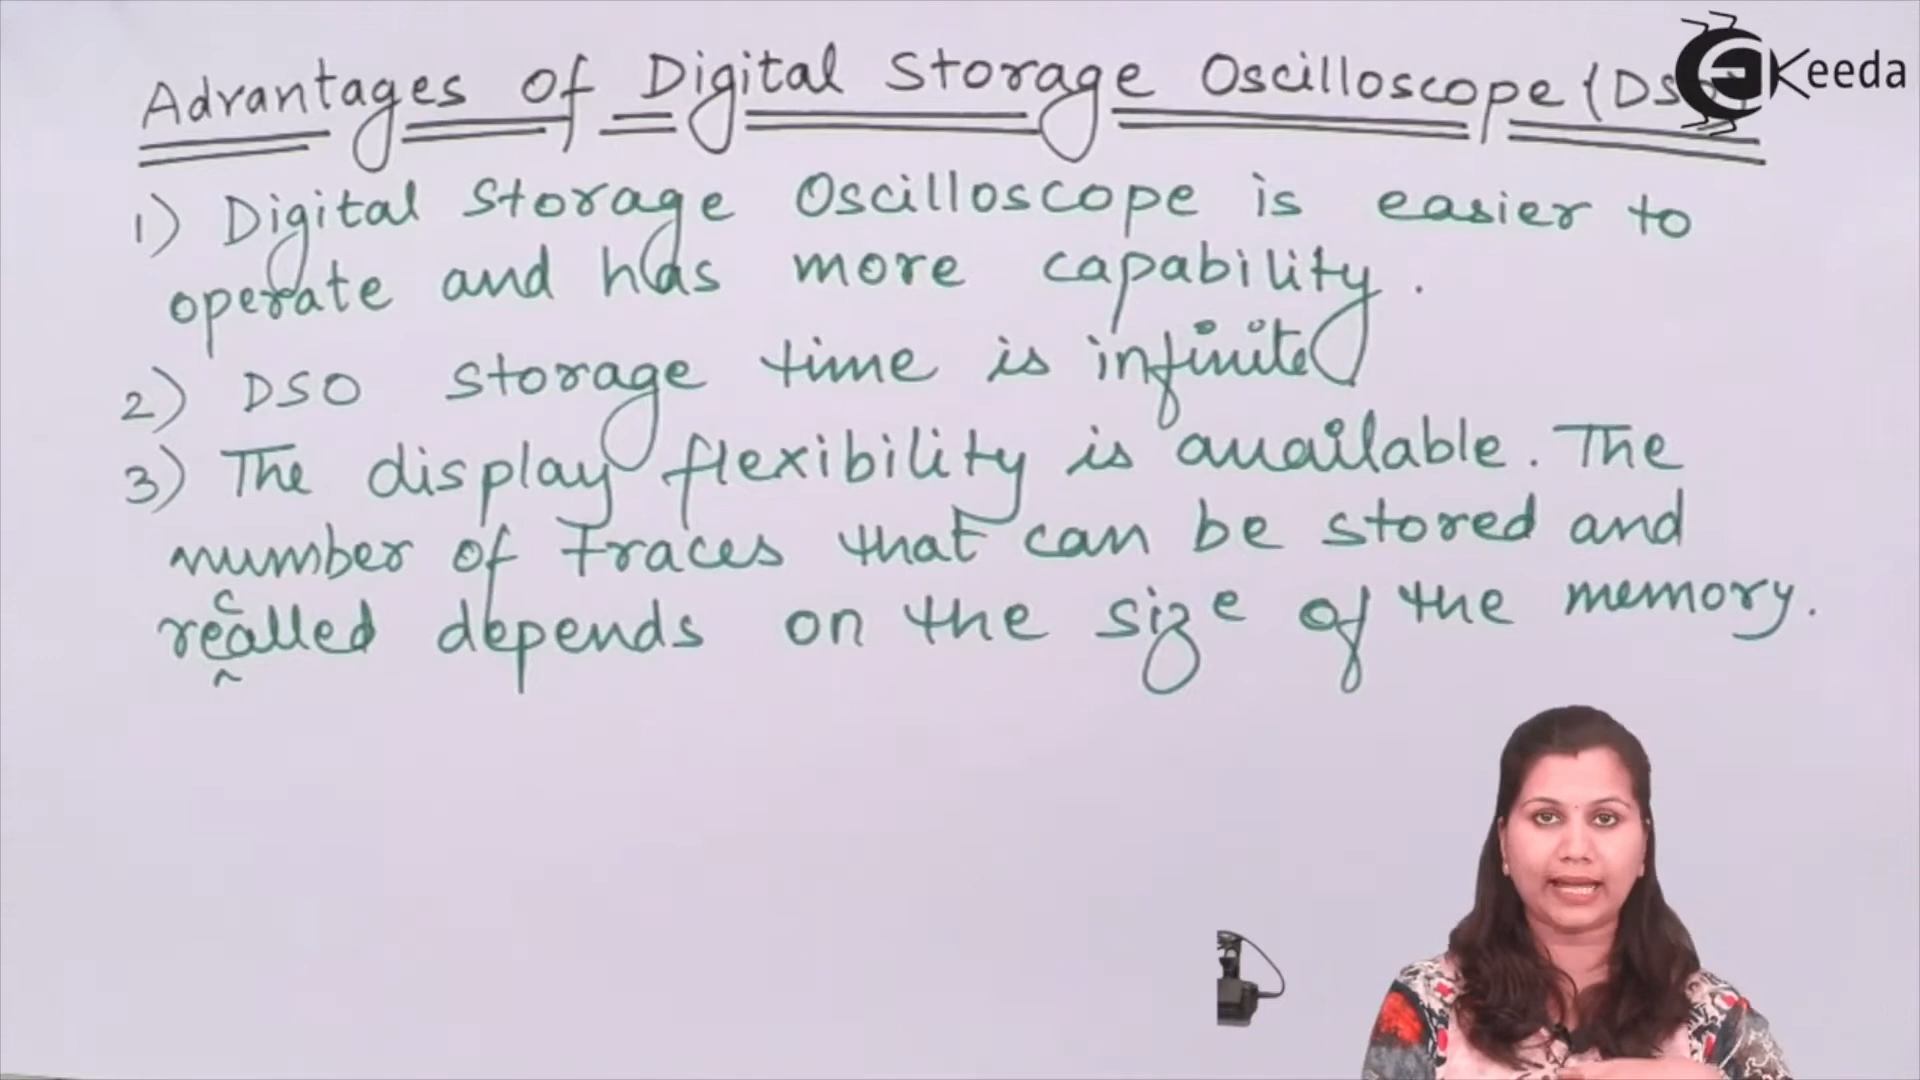 Advantages of Digital Storage Oscilloscope (DSO)
EKeeda
1) Digital Storage Oscilloscope is easier to
operate and has more capability.
2) DSO storage time is infinite
3) The display flexibility is available. The
number of traces that can be stored and
recalled depends on the size of the memory.